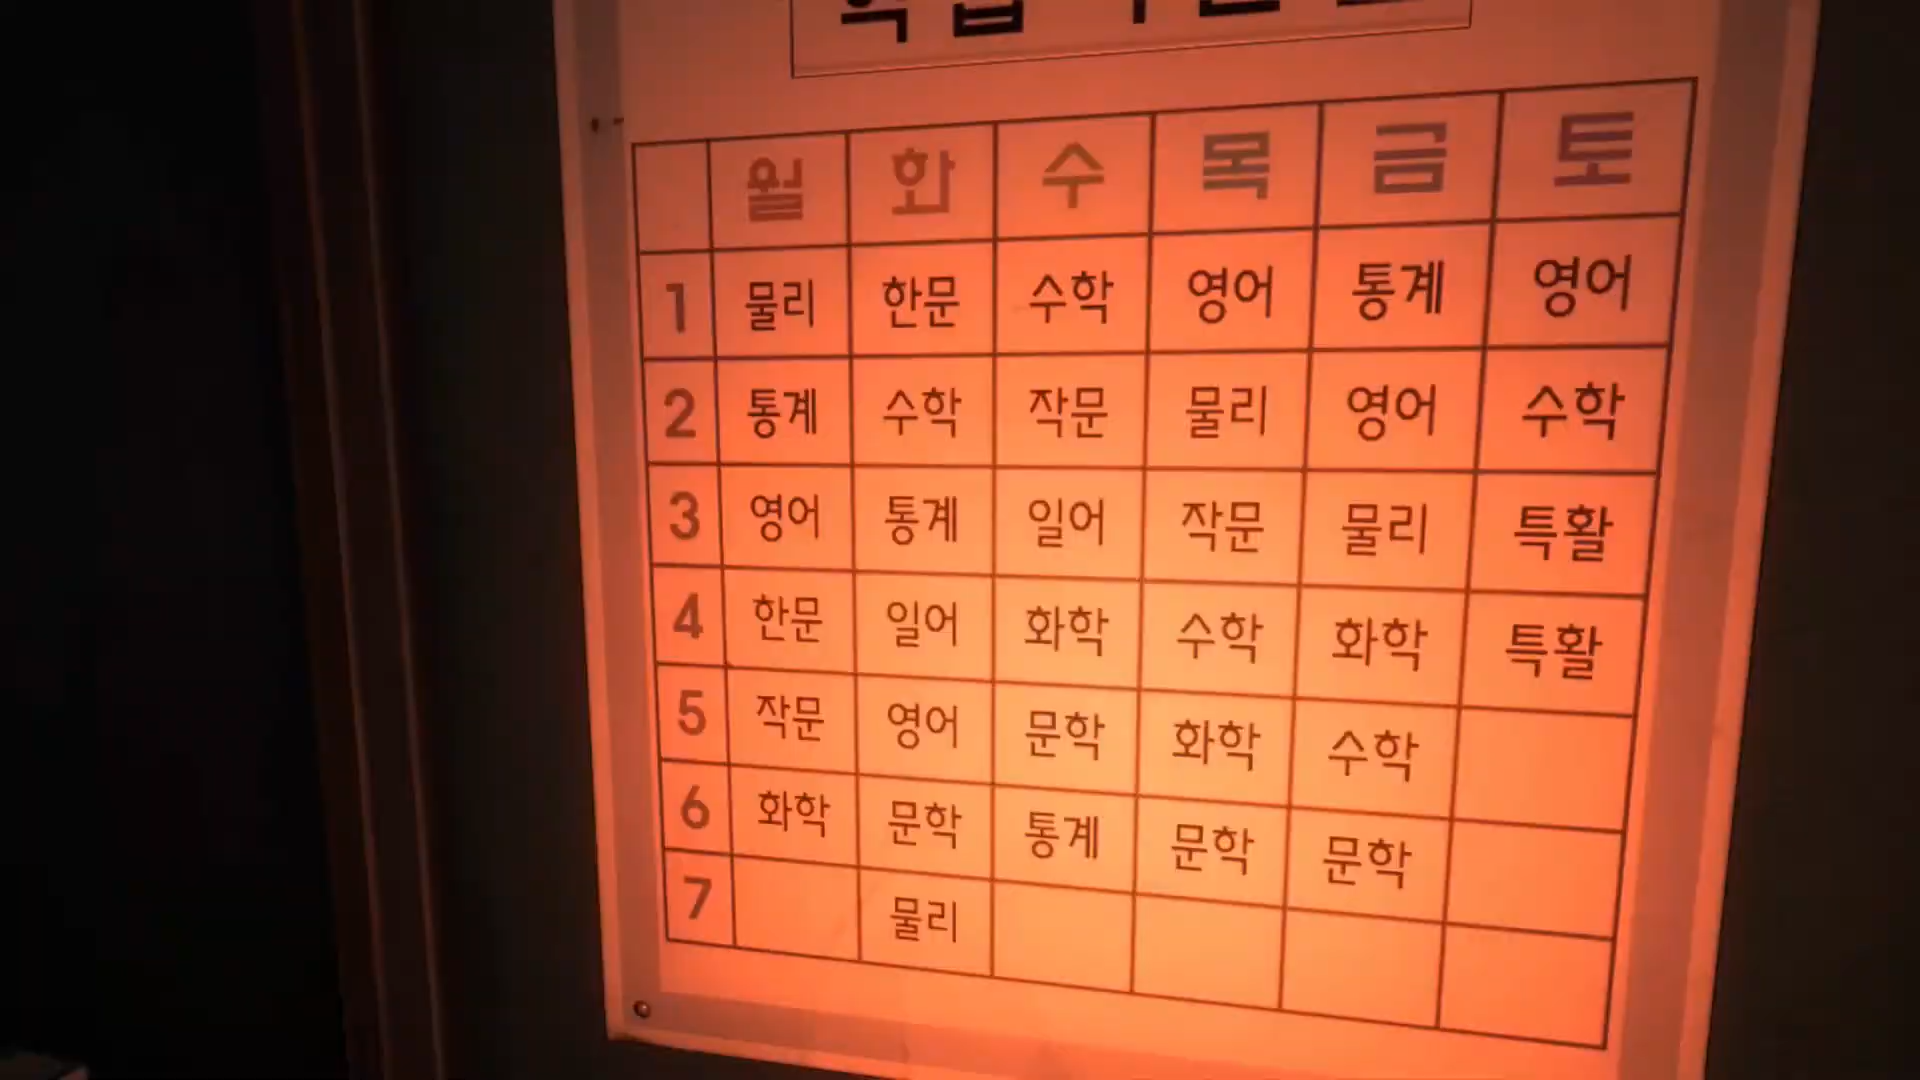 월 화 수 목 금 토
1 물리 한문 수학 영어 통계 영어
2 통계 수학 작문 물리 영어 수학
3 영어 통계 일어 작문 물리 특활
4 한문 일어 화학 수학 화학 특활
5 작문 영어 문학 화학 수학
6 화학 문학 통계 문학 문학
7 물리